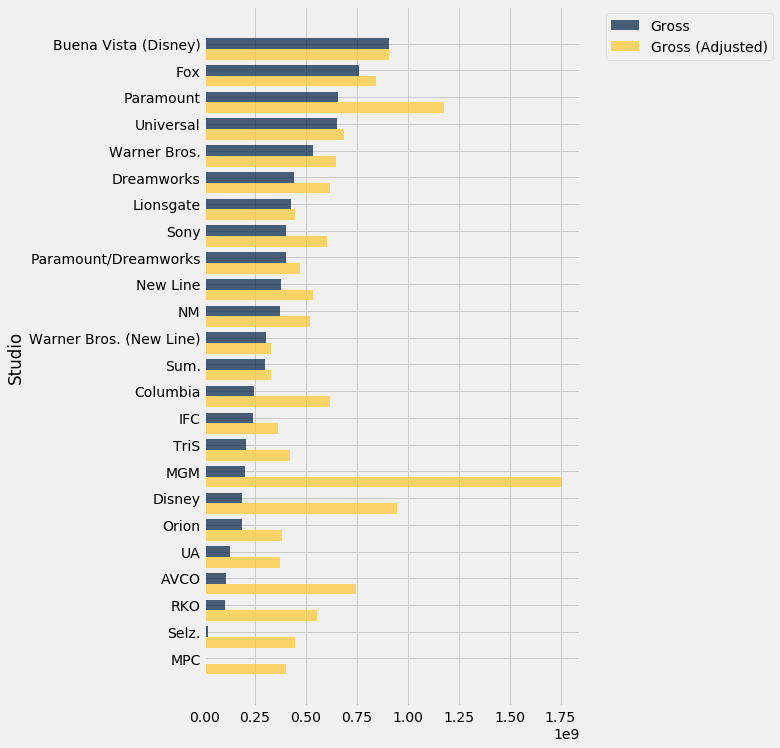 Gross
Gross (Adjusted)
Studio
Buena Vista (Disney)
Fox
Paramount
Universal
Warner Bros.
Dreamworks
Lionsgate
Sony
Paramount/Dreamworks
New Line
NM
Warner Bros. (New Line)
Sum.
Columbia
IFC
TriS
MGM
Disney
Orion
UA
AVCO
RKO
Selz.
MPC
0.00 0.25 0.50 0.75 1.00 1.25 1.50 1.75
1e9